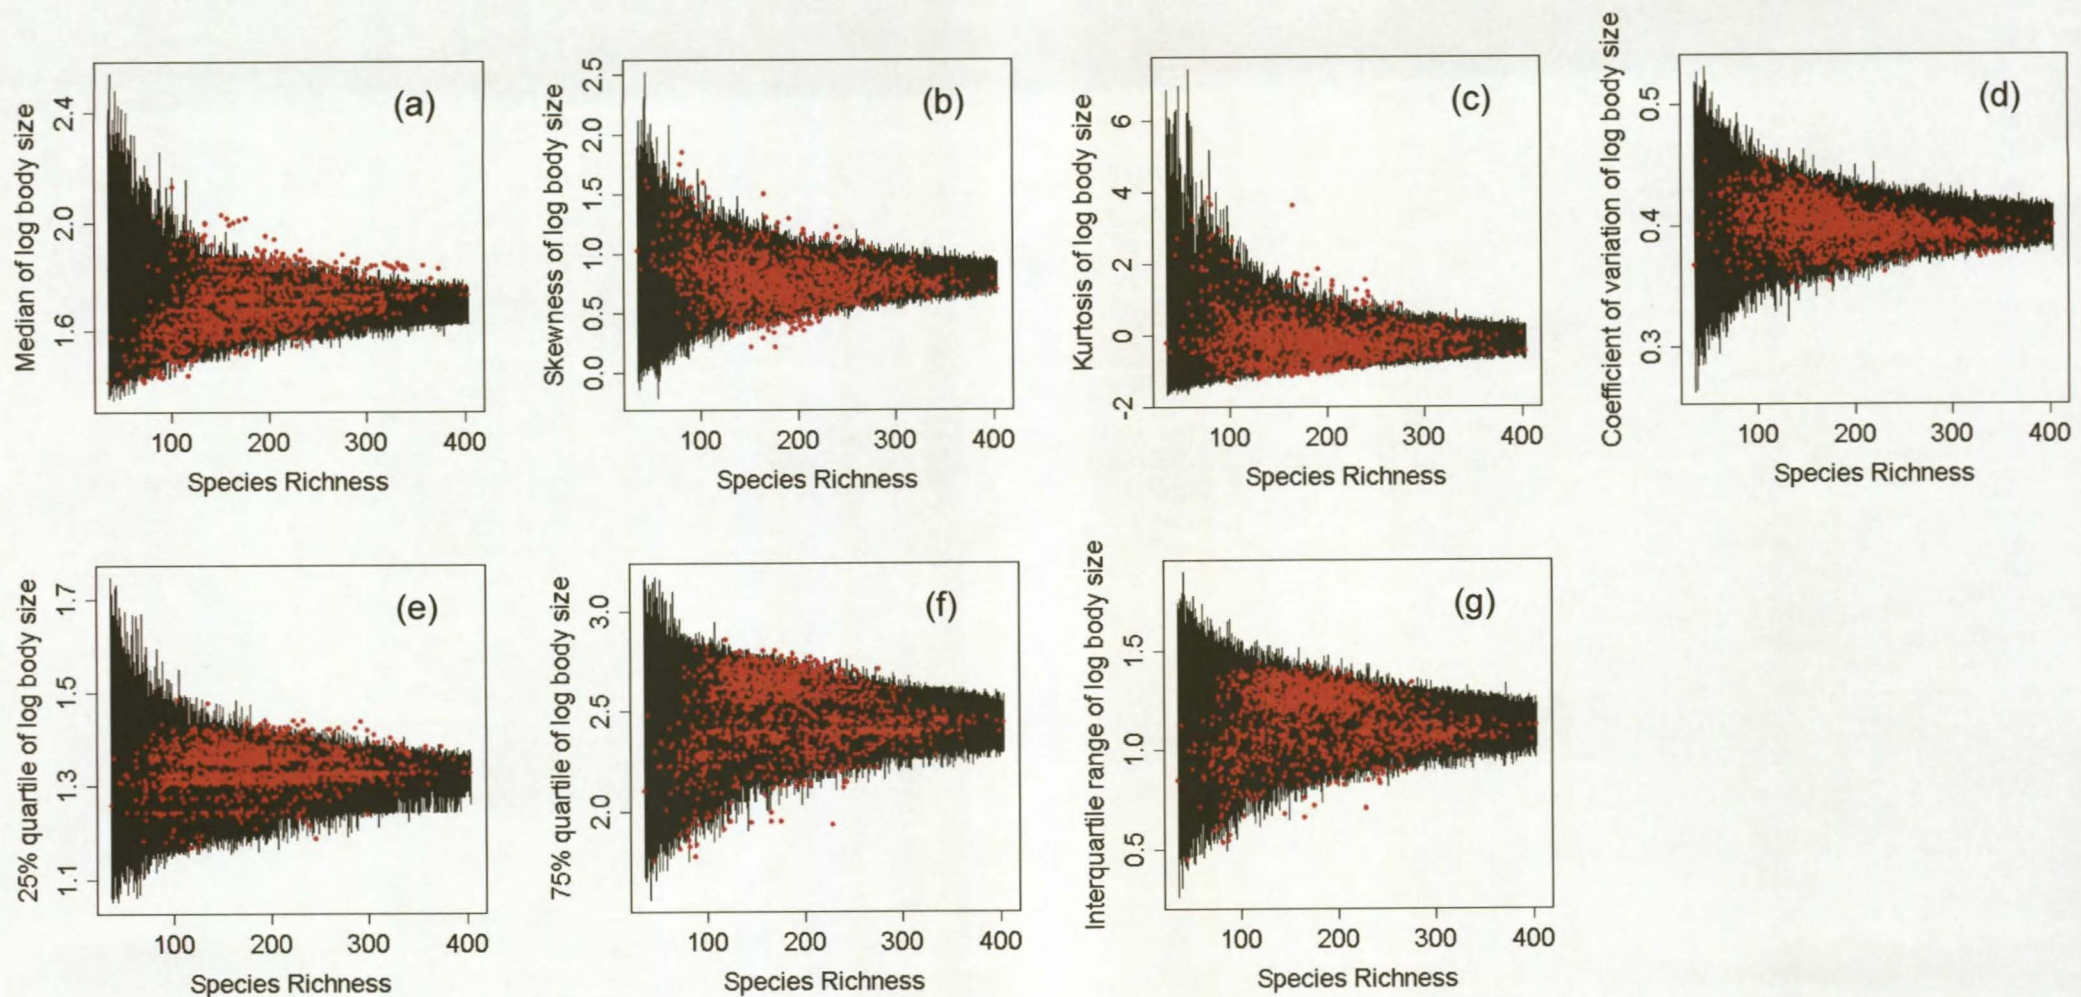 Median of log body size
2.4
2.0
1.6
(a)
100 200 300 400
Species Richness
Skewness of log body size
2.5
2.0
1.5
1.0
0.5
0.0
(b)
100 200 300 400
Species Richness
Kurtosis of log body size
6
4
2
0
-2
(c)
100 200 300 400
Species Richness
Coefficient of variation of log body size
0.5
0.4
0.3
(d)
100 200 300 400
Species Richness
25% quartile of log body size
1.7
1.5
1.3
1.1
(e)
100 200 300 400
Species Richness
75% quartile of log body size
3.0
2.5
2.0
(f)
100 200 300 400
Species Richness
Interquartile range of log body size
1.5
1.0
0.5
(g)
100 200 300 400
Species Richness